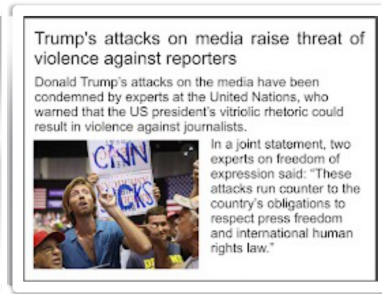 Trump's attacks on media raise threat of
violence against reporters
Donald Trump's attacks on the media have been
condemned by experts at the United Nations, who
warned that the US president's vitriolic rhetoric could
result in violence against journalists.
CNN
In a joint statement, two
experts on freedom of
expression said: "These
attacks run counter to the
country's obligations to
respect press freedom
and international human
rights law."